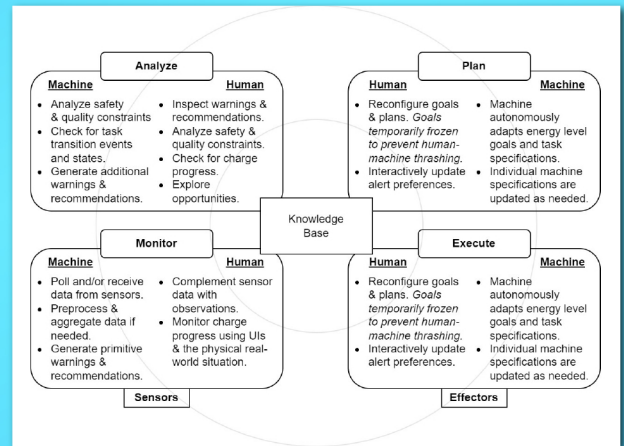 Analyze
Machine
• Analyze safety
& quality constraints
• Check for task
transition events
and states.
• Generate additional
warnings &
recommendations.
Human
• Inspect warnings &
recommendations.
• Analyze safety &
quality constraints.
• Check for charge
progress.
• Explore
opportunities.
Plan
Human
• Reconfigure goals
& plans. Goals
temporarily frozen
to prevent human-
machine thrashing.
• Interactively update
alert preferences.
Machine
• Machine
autonomously
adapts energy level
goals and task
specifications.
• Individual machine
specifications are
updated as needed.
Knowledge
Base
Monitor
Machine
• Poll and/or receive
data from sensors.
• Preprocess &
aggregate data if
needed.
• Generate primitive
warnings &
recommendations.
Human
• Complement sensor
data with
observations.
• Monitor charge
progress using UIs
& the physical real-
world situation.
Sensors
Execute
Human
• Reconfigure goals
& plans. Goals
temporarily frozen
to prevent human-
machine thrashing.
• Interactively update
alert preferences.
Machine
• Machine
autonomously
adapts energy level
goals and task
specifications.
• Individual machine
specifications are
updated as needed.
Effectors